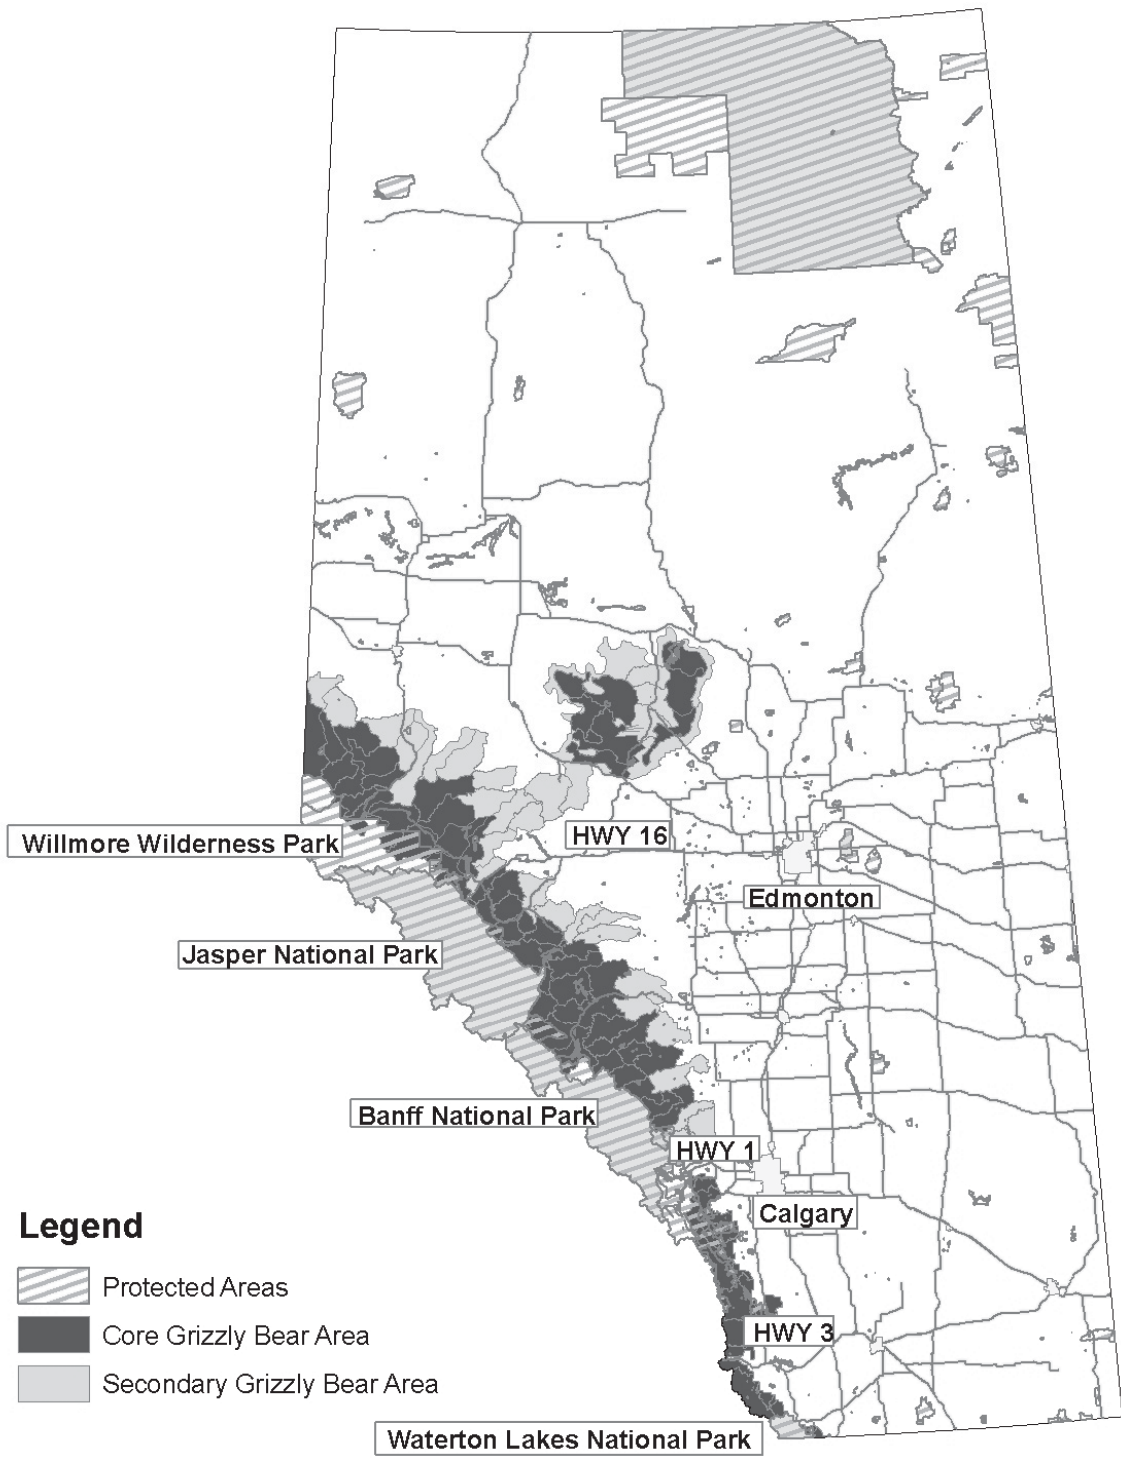 HWY 16
Willmore Wilderness Park
Edmonton
Jasper National Park
Banff National Park
HWY 1
Calgary
Legend
Protected Areas
Core Grizzly Bear Area
Secondary Grizzly Bear Area
HWY 3
Waterton Lakes National Park